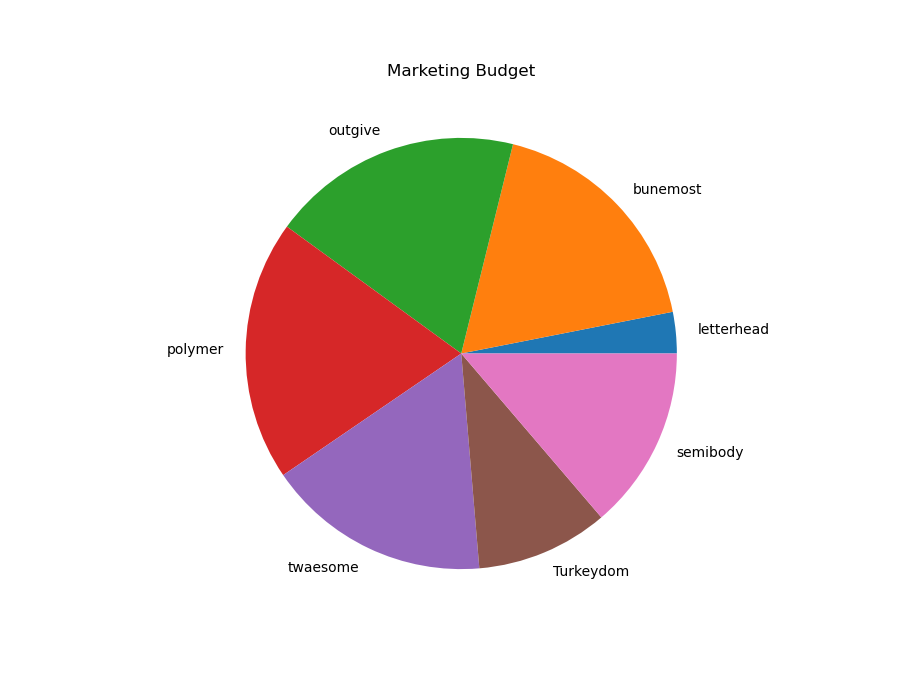 Marketing Budget
outgive
bunemost
letterhead
polymer
semibody
twaesome
Turkeydom